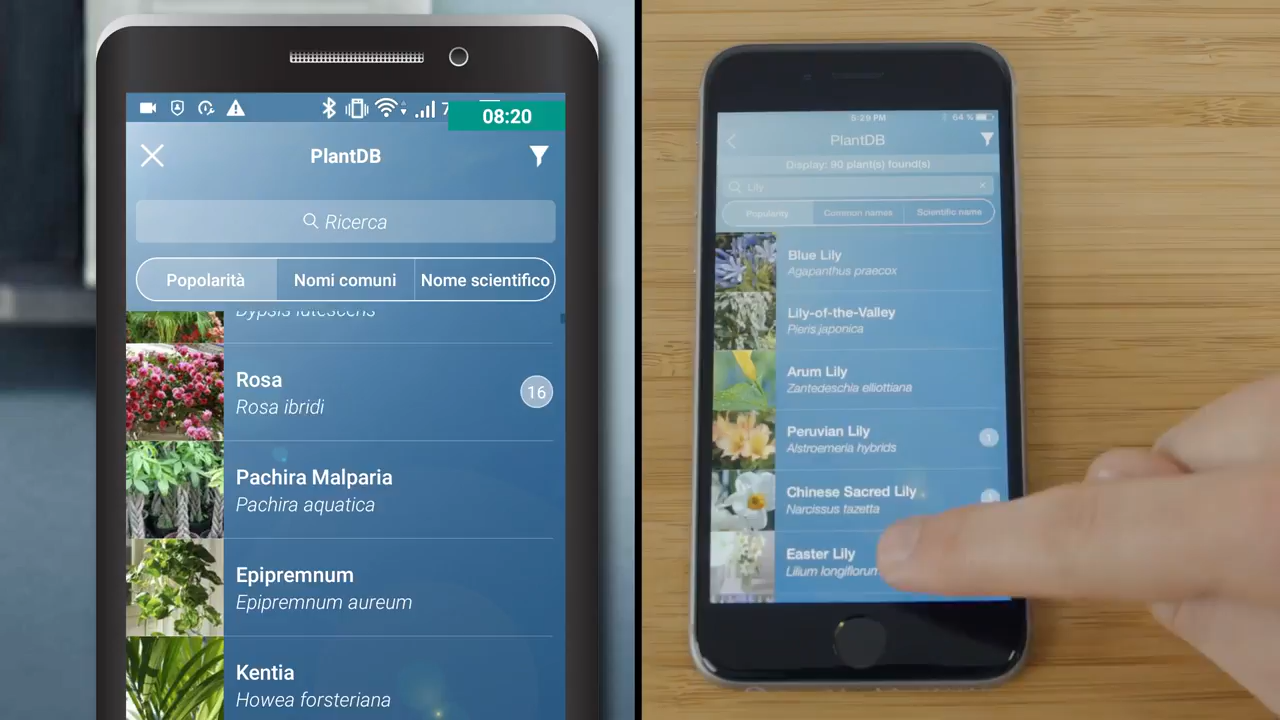 7
08:20
PlantDB
Ricerca
Popolarità
Nomi comuni
Nome scientifico
Dypsis lutescens
Rosa
Rosa ibridi
16
Pachira Malparia
Pachira aquatica
Epipremnum
Epipremnum aureum
Kentia
Howea forsteriana
5:29 PM
64 %
PlantDB
Display: 90 plant(s) found(s)
Lily
Popularity
Common names
Scientific name
Blue Lily
Agapanthus praecox
Lily-of-the-Valley
Pieris japonica
Arum Lily
Zantedeschia elliottiana
Peruvian Lily
Alstroemeria hybrids
1
Chinese Sacred Lily
Narcissus tazetta
Easter Lily
Lilium longiflorum